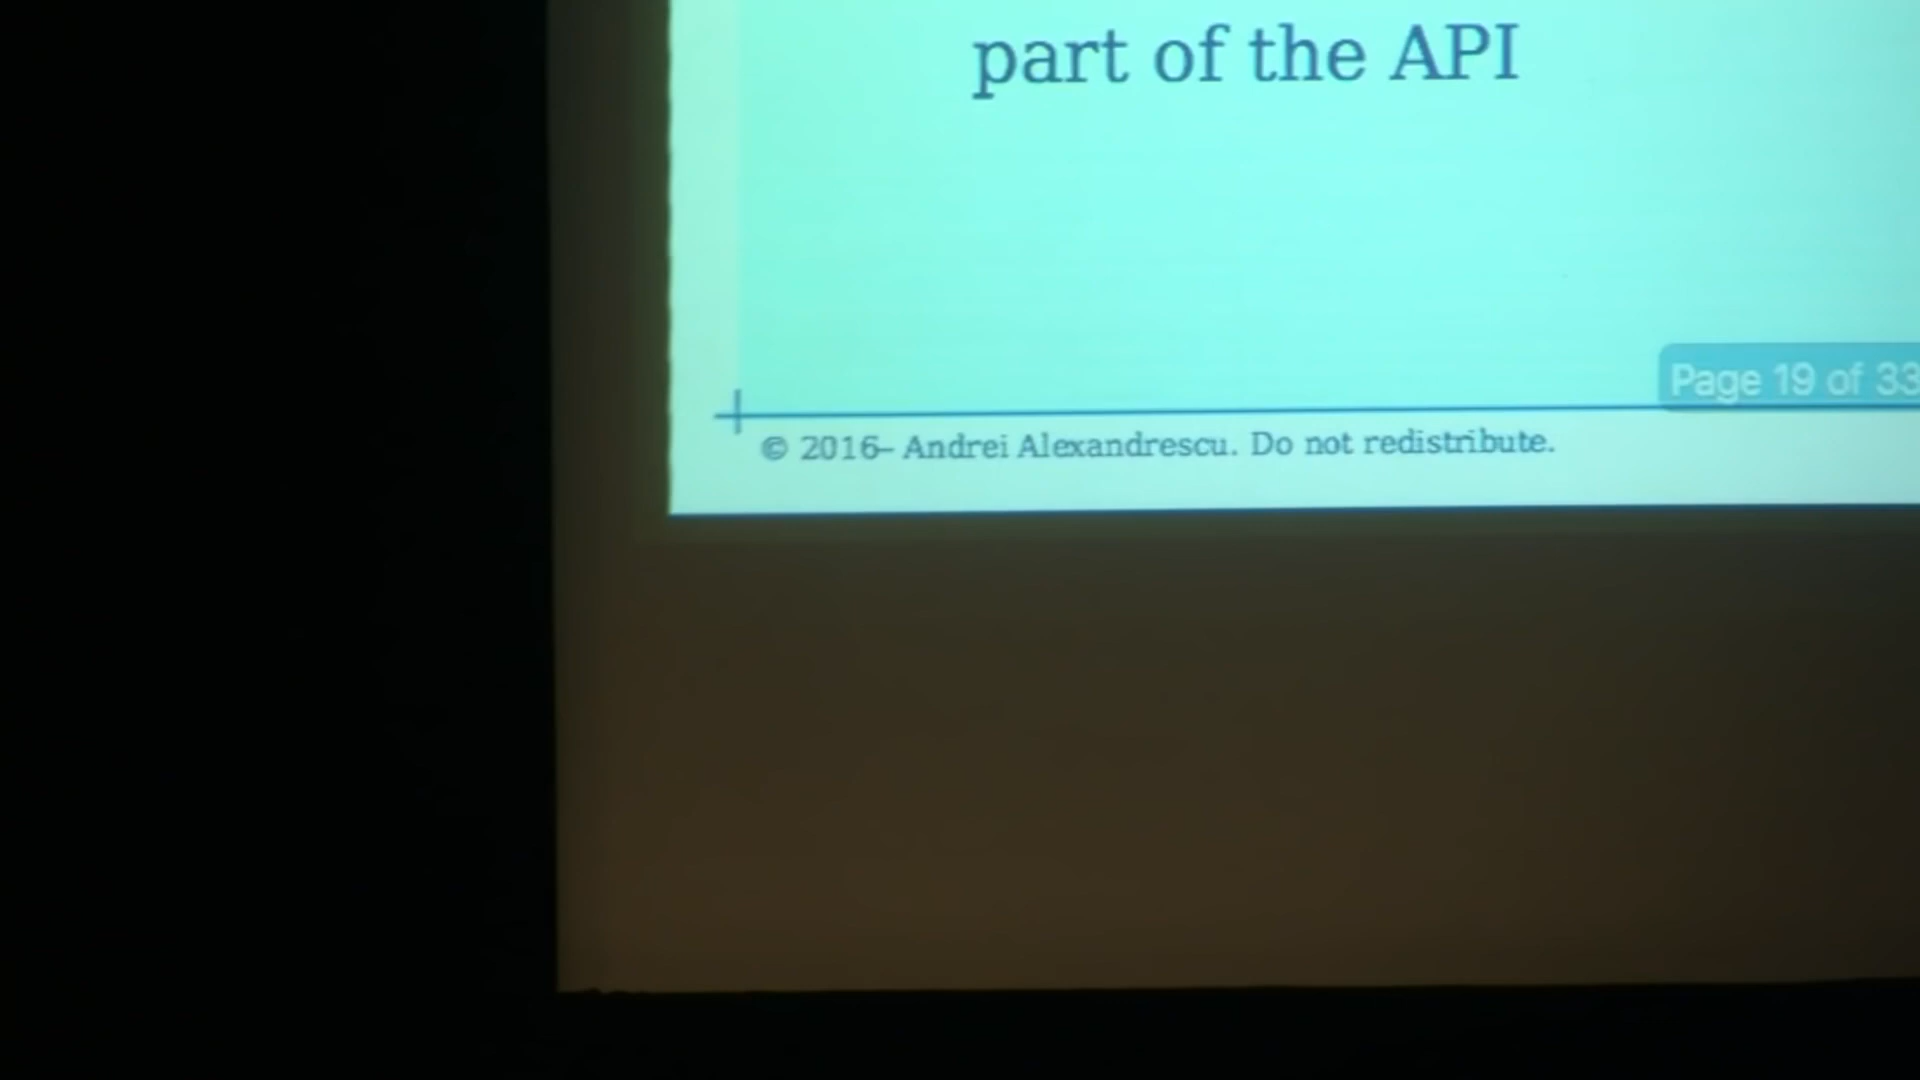 part of the API
Page 19 of 33
© 2016– Andrei Alexandrescu. Do not redistribute.